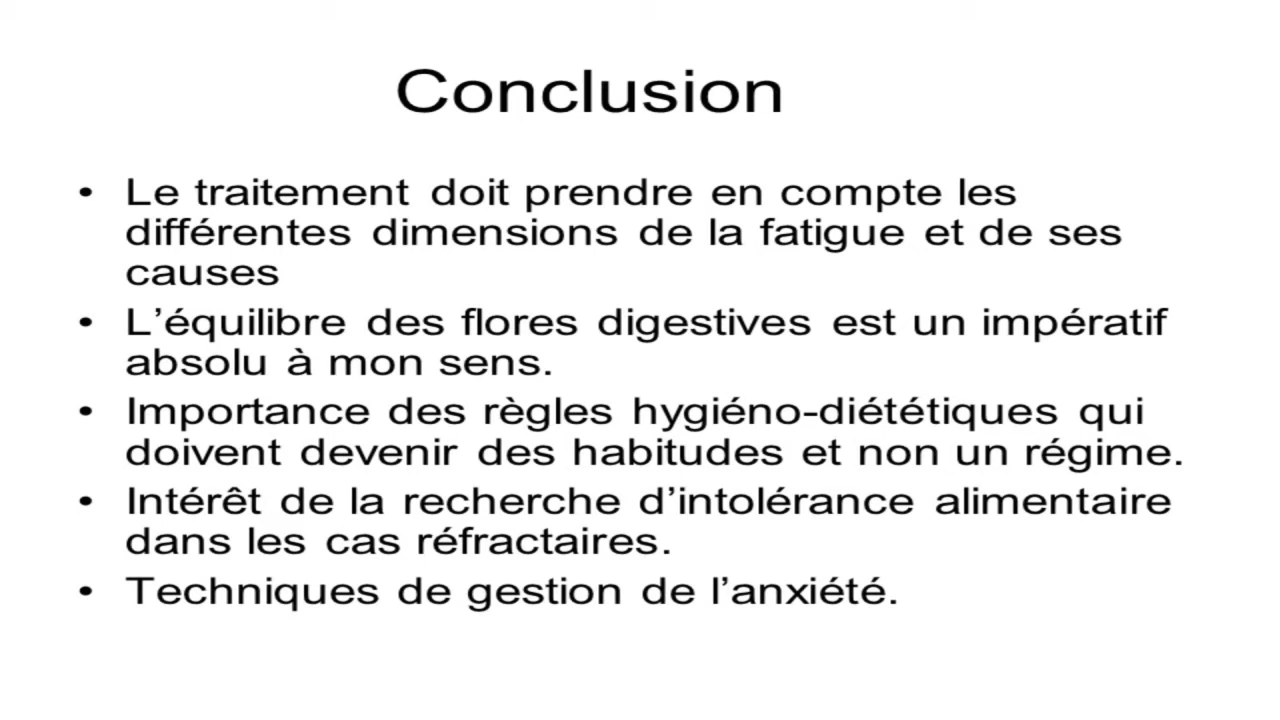 Conclusion
• Le traitement doit prendre en compte les
différentes dimensions de la fatigue et de ses
causes
• L’équilibre des flores digestives est un impératif
absolu à mon sens.
• Importance des règles hygiéno-diététiques qui
doivent devenir des habitudes et non un régime.
• Intérêt de la recherche d’intolérance alimentaire
dans les cas réfractaires.
• Techniques de gestion de l’anxiété.